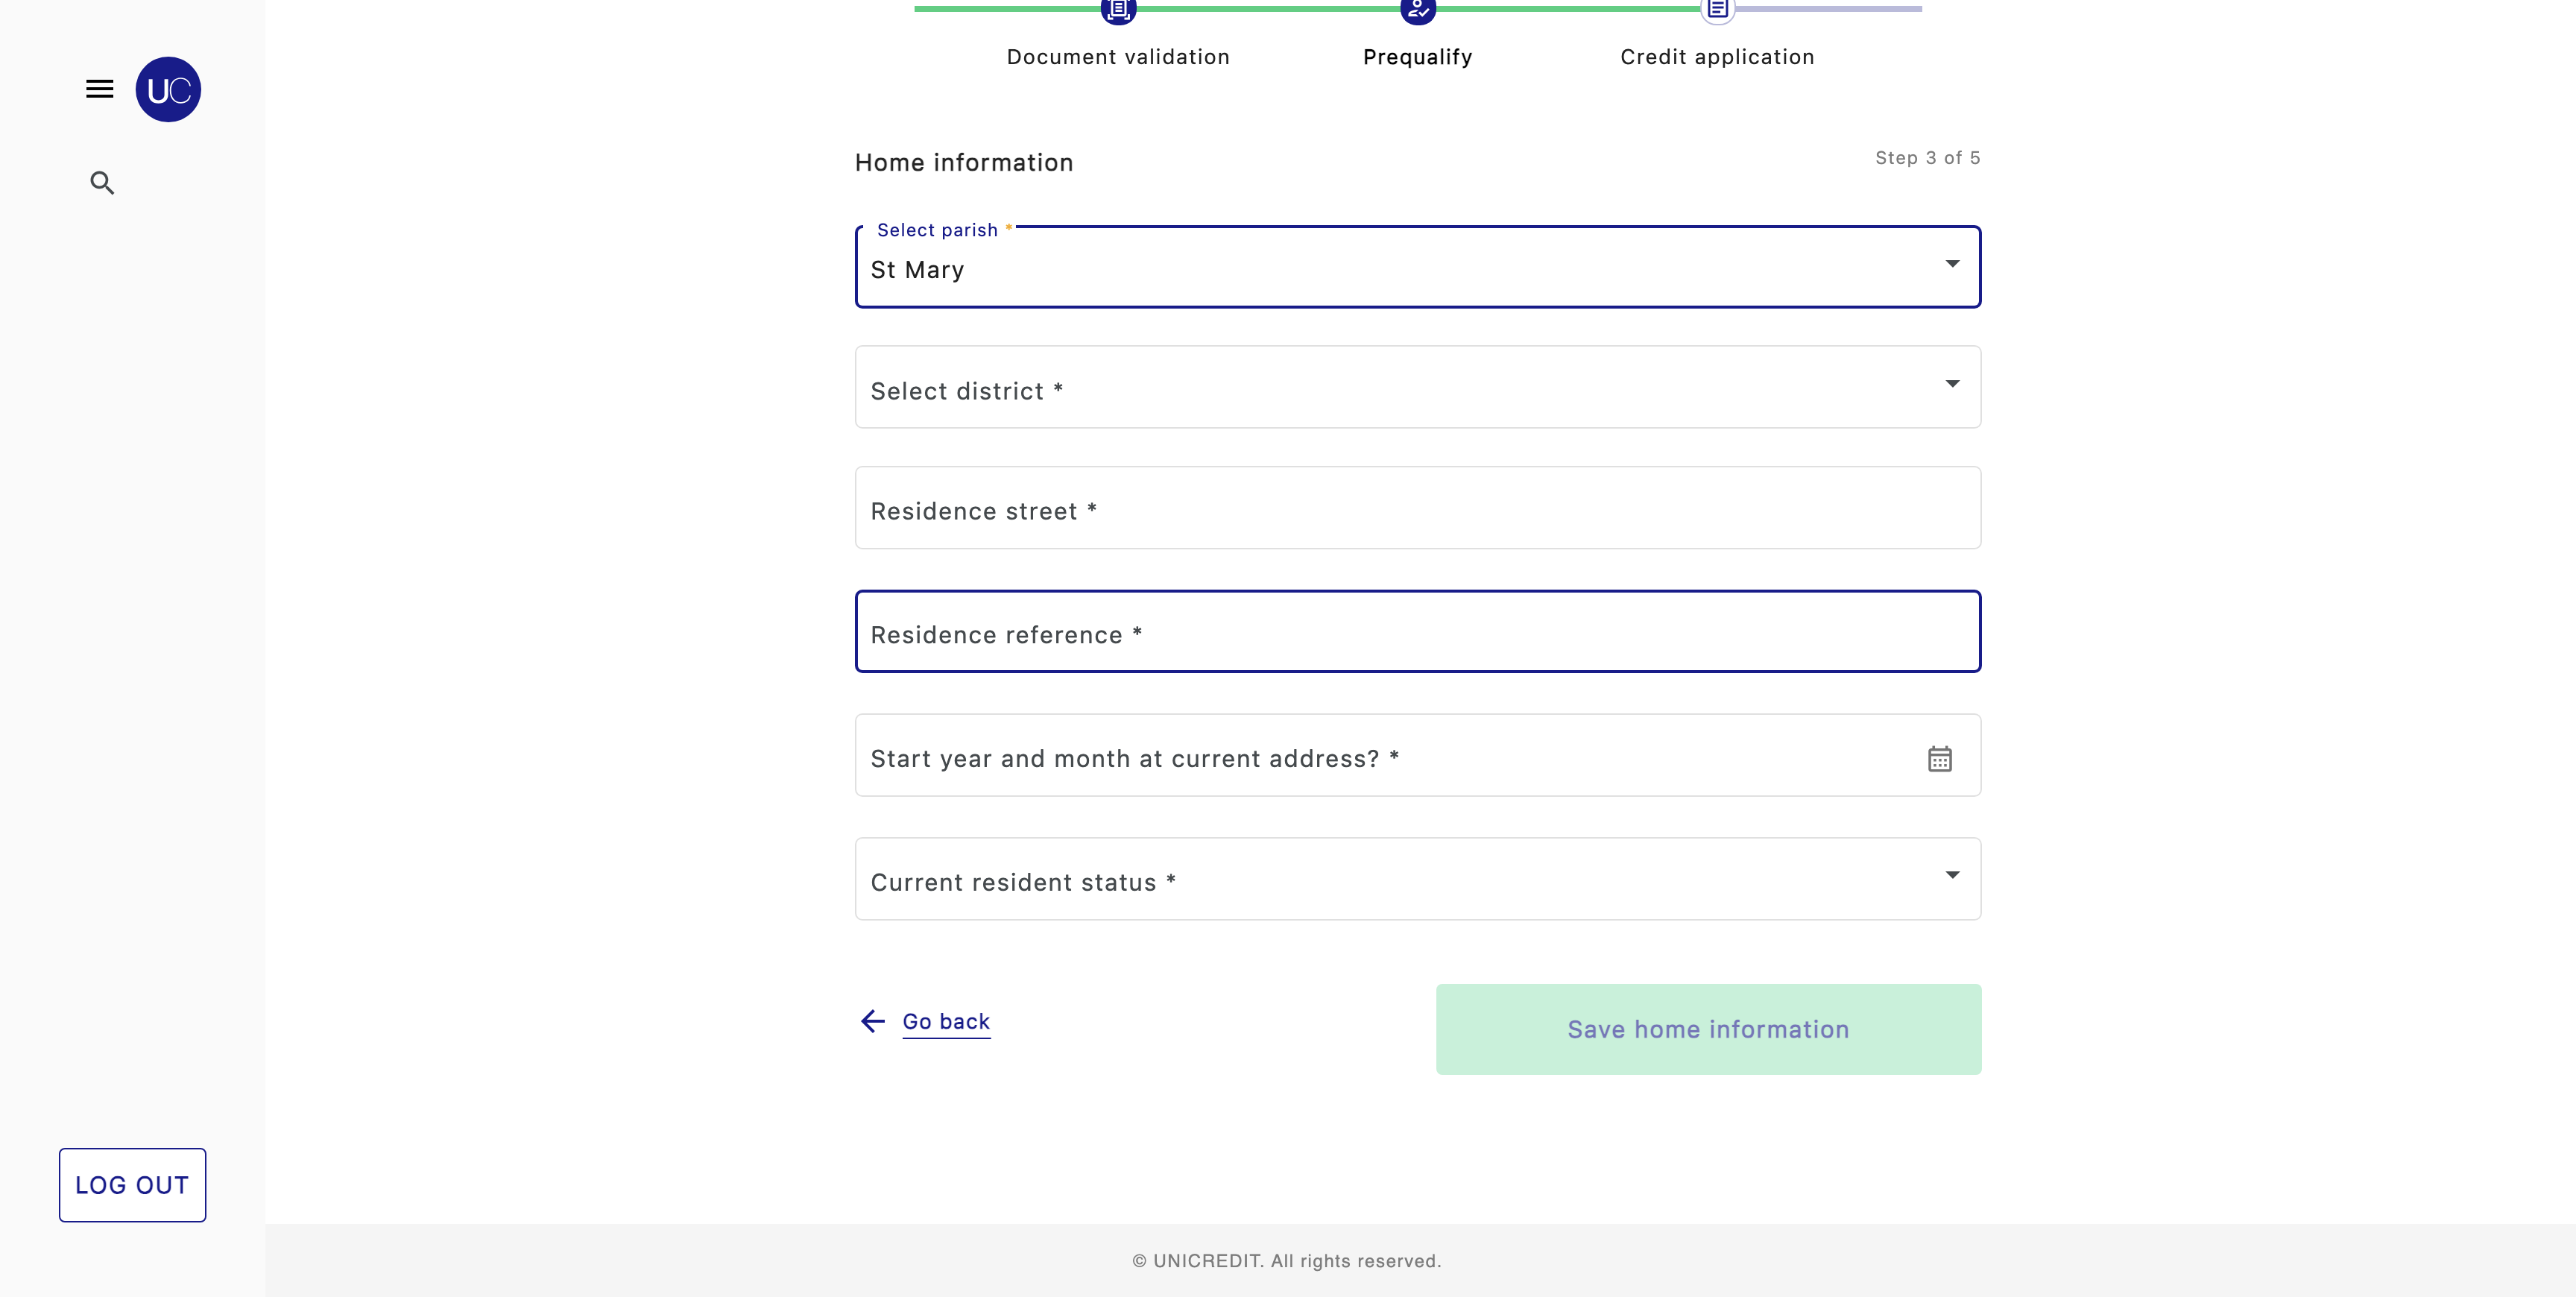 Document validation
Prequalify
Credit application
UC
Home information
Step 3 of 5
Select parish *
St Mary
Select district *
Residence street *
Residence reference *
Start year and month at current address? *
Current resident status *
Go back
Save home information
LOG OUT
© UNICREDIT. All rights reserved.